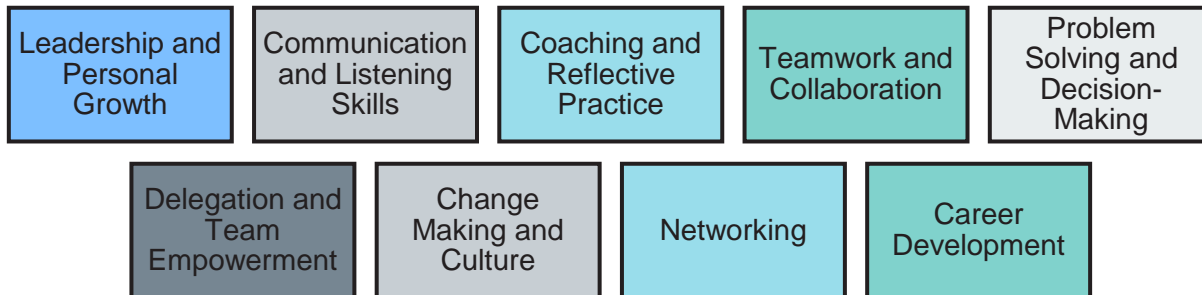 Leadership and
Personal
Growth
Communication
and Listening
Skills
Coaching and
Reflective
Practice
Teamwork and
Collaboration
Problem
Solving and
Decision-
Making
Delegation and
Team
Empowerment
Change
Making and
Culture
Networking
Career
Development